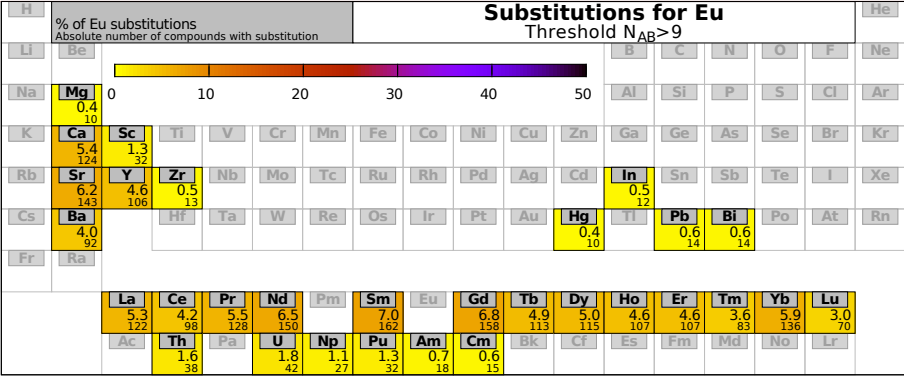 H
% of Eu substitutions
Absolute number of compounds with substitution
Substitutions for Eu
Threshold N_AB>9
He
Li Be B C N O F Ne
0 10 20 30 40 50
Na Mg Al Si P S Cl Ar
0.4
10
K Ca Sc Ti V Cr Mn Fe Co Ni Cu Zn Ga Ge As Se Br Kr
5.4 1.3
124 32
Rb Sr Y Zr Nb Mo Tc Ru Rh Pd Ag Cd In Sn Sb Te I Xe
6.2 4.6 0.5 0.5
143 106 13 12
Cs Ba Hf Ta W Re Os Ir Pt Au Hg Tl Pb Bi Po At Rn
4.0 0.4 0.6 0.6
92 10 14 14
Fr Ra
La Ce Pr Nd Pm Sm Eu Gd Tb Dy Ho Er Tm Yb Lu
5.3 4.2 5.5 6.5 7.0 6.8 4.9 5.0 4.6 4.6 3.6 5.9 3.0
122 98 128 150 162 158 113 115 107 107 83 136 70
Ac Th Pa U Np Pu Am Cm Bk Cf Es Fm Md No Lr
1.6 1.8 1.1 1.3 0.7 0.6
38 42 27 32 18 15